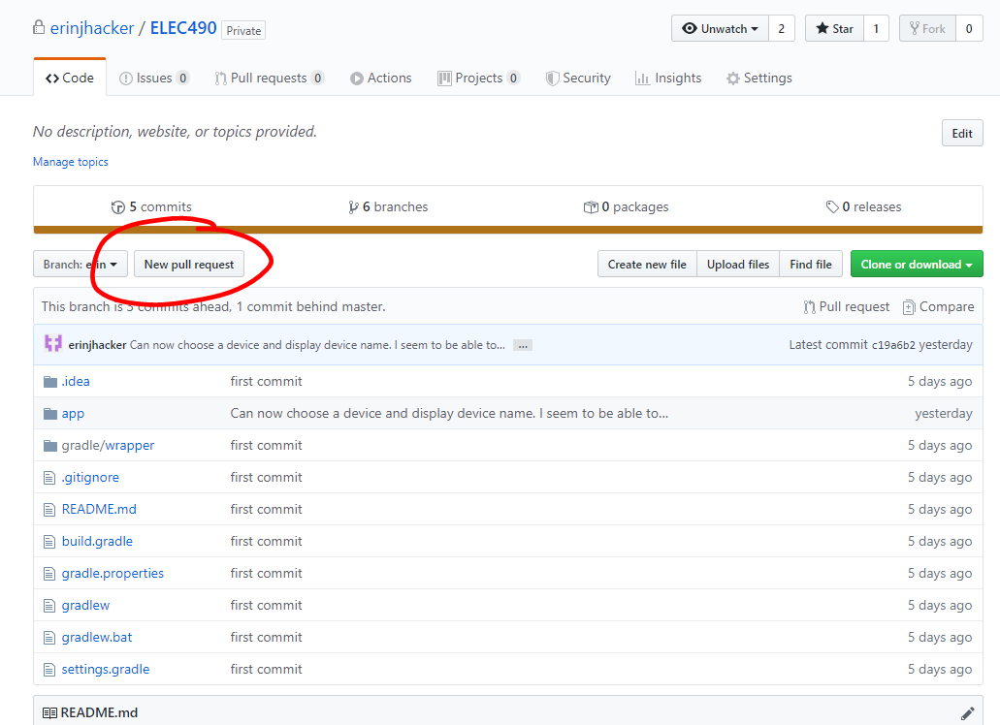 erinjhacker / ELEC490 Private Unwatch 2 Star 1 Fork 0
Code Issues 0 Pull requests 0 Actions Projects 0 Security Insights Settings
No description, website, or topics provided. Edit
Manage topics
5 commits 6 branches 0 packages 0 releases
Branch: erin New pull request Create new file Upload files Find file Clone or download
This branch is 3 commits ahead, 1 commit behind master. Pull request Compare
erinjhacker Can now choose a device and display device name. I seem to be able to... ... Latest commit c19a6b2 yesterday
.idea first commit 5 days ago
app Can now choose a device and display device name. I seem to be able to... yesterday
gradle/wrapper first commit 5 days ago
.gitignore first commit 5 days ago
README.md first commit 5 days ago
build.gradle first commit 5 days ago
gradle.properties first commit 5 days ago
gradlew first commit 5 days ago
gradlew.bat first commit 5 days ago
settings.gradle first commit 5 days ago
README.md